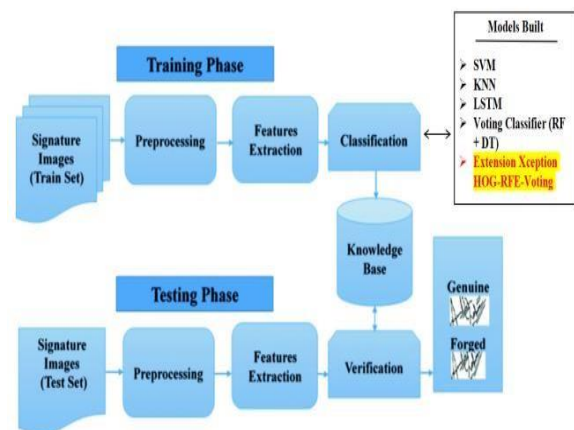 Models Built
SVM
KNN
LSTM
Voting Classifier (RF
+ DT)
Extension Xception
HOG-RFE-Voting
Training Phase
Signature
Images
(Train Set)
Preprocessing
Features
Extraction
Classification
Knowledge
Base
Testing Phase
Signature
Images
(Test Set)
Preprocessing
Features
Extraction
Verification
Genuine
Forged